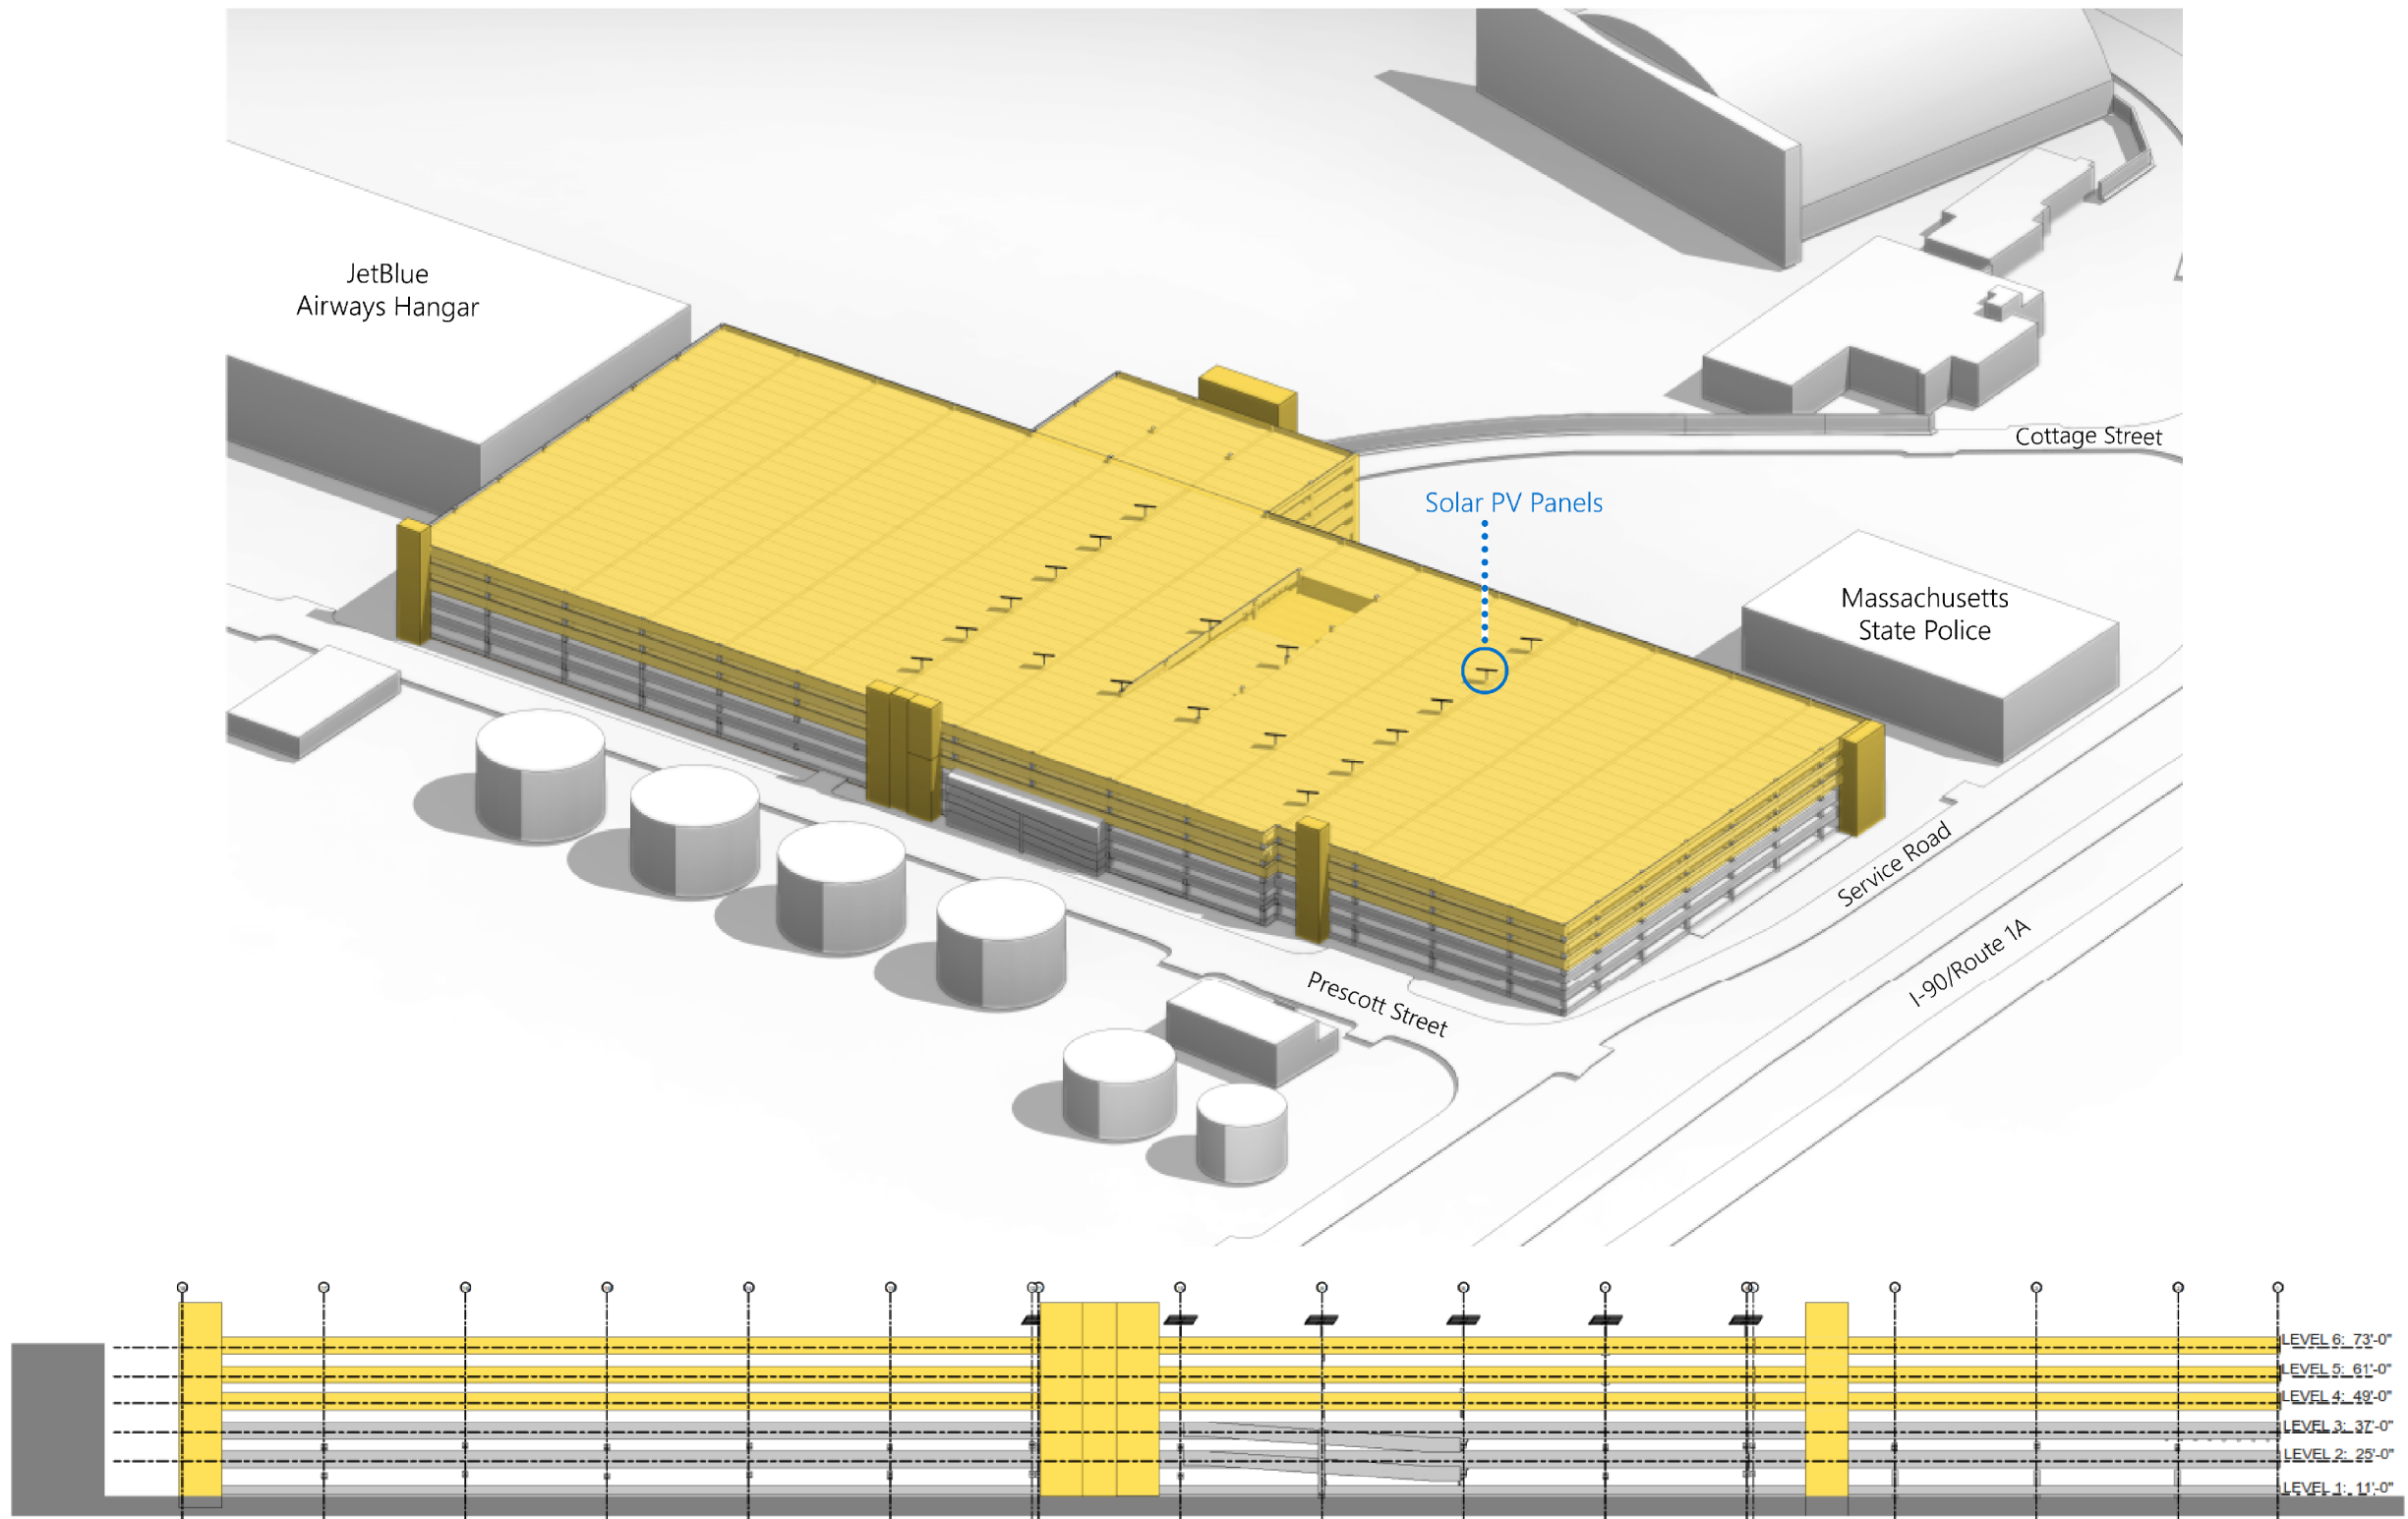 JetBlue
Airways Hangar
Cottage Street
Solar PV Panels
Massachusetts
State Police
Service Road
I-90/Route 1A
Prescott Street
LEVEL 6: 73'-0"
LEVEL 5: 61'-0"
LEVEL 4: 49'-0"
LEVEL 3: 37'-0"
LEVEL 2: 25'-0"
LEVEL 1: 11'-0"